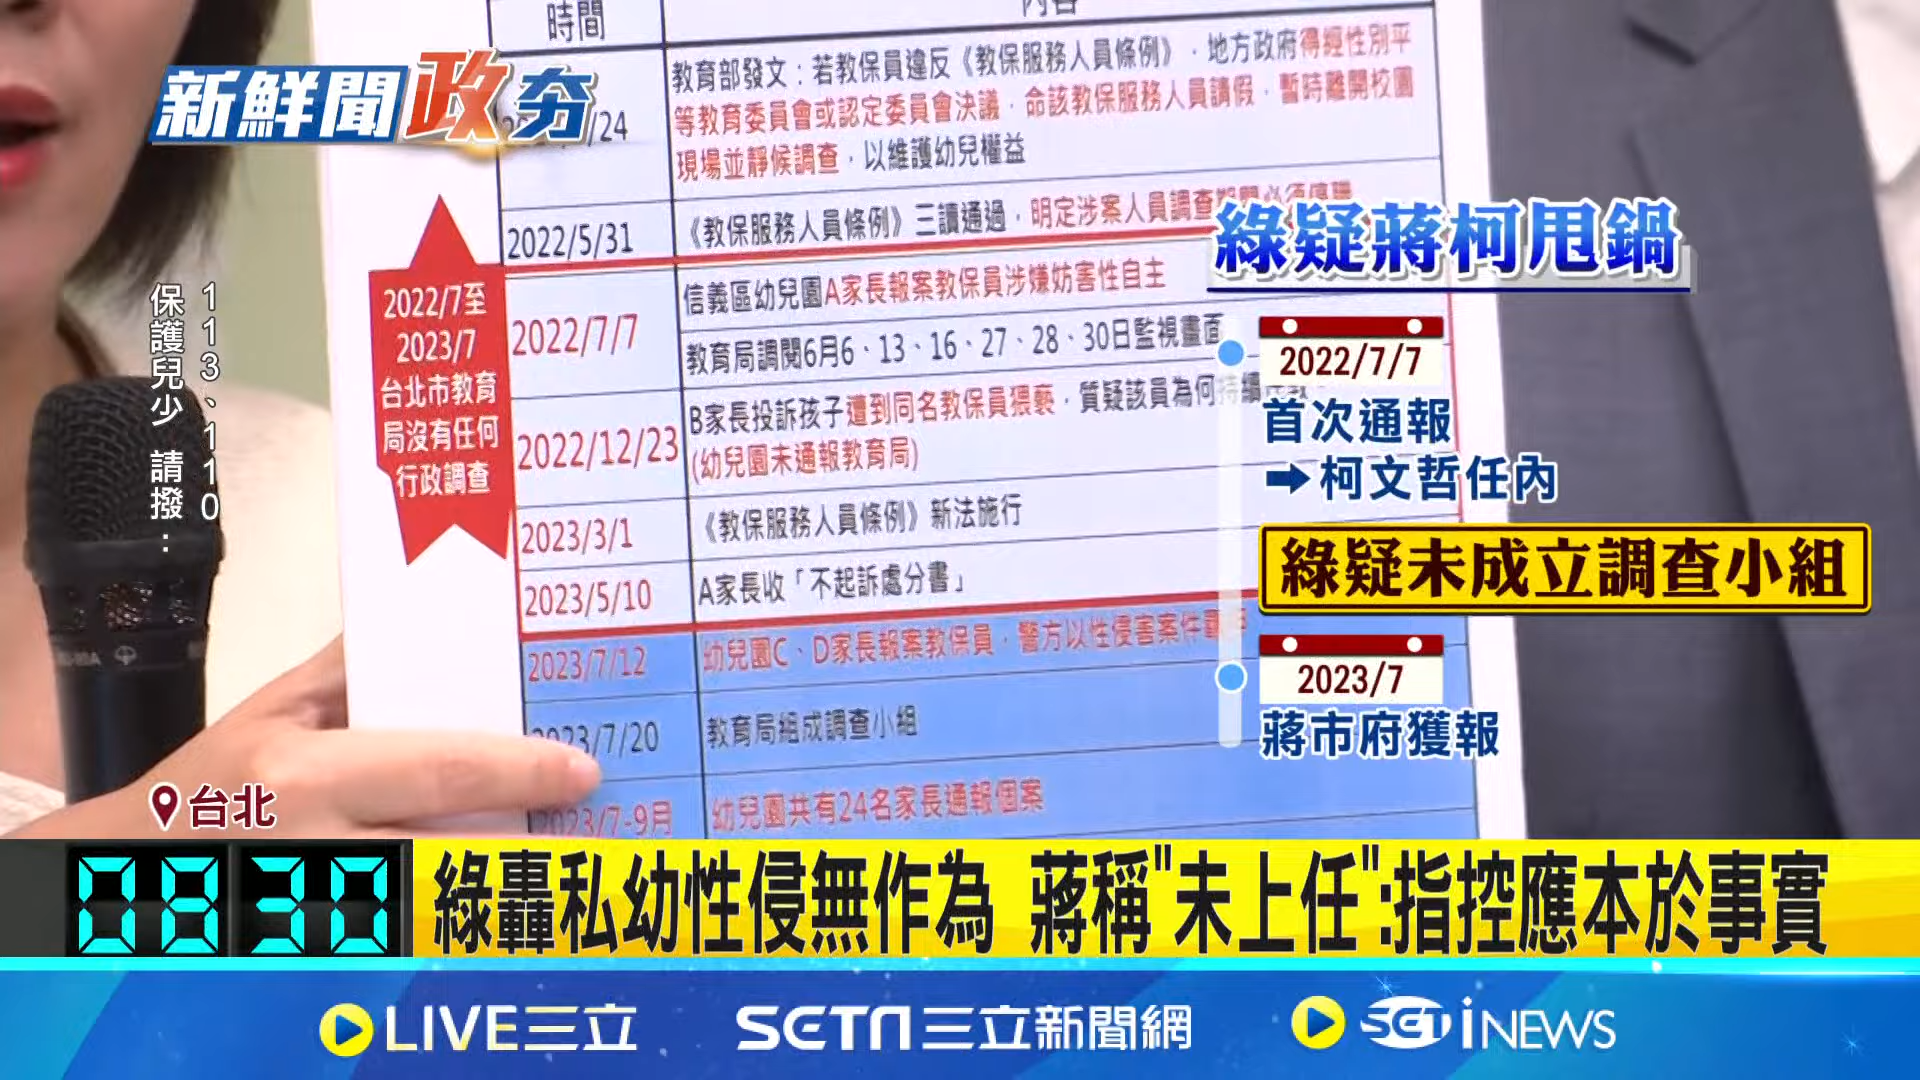 時間
內容
新鮮聞政夯
/24
教育部發文：若教保員違反《教保服務人員條例》，地方政府得經性別平
等教育委員會或認定委員會決議，命該教保服務人員請假，暫時離開校園
現場並靜候調查，以維護幼兒權益
2022/5/31
《教保服務人員條例》三讀通過，明定涉案人員調查期間必須停職
2022/7至
2023/7
台北市教育
局沒有任何
行政調查
2022/7/7
信義區幼兒園A家長報案教保員涉嫌妨害性自主
教育局調閱6月6、13、16、27、28、30日監視畫面
2022/12/23
B家長投訴孩子遭到同名教保員猥褻，質疑該員為何持續
(幼兒園未通報教育局)
2023/3/1
《教保服務人員條例》新法施行
2023/5/10
A家長收「不起訴處分書」
2023/7/12
幼兒園C、D家長報案教保員，警方以性侵害案件
2023/7/20
教育局組成調查小組
2023/7-9月
幼兒園共有24名家長通報個案
綠疑蔣柯甩鍋
2022/7/7
首次通報
➡柯文哲任內
綠疑未成立調查小組
2023/7
蔣市府獲報
保護兒少 請撥：
113、110
台北
08 30
綠轟私幼性侵無作為 蔣稱"未上任":指控應本於事實
LIVE三立
SETN三立新聞網
SETiNEWS